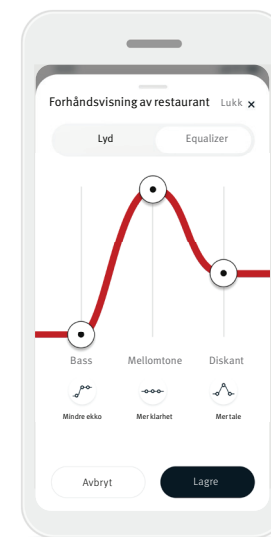 Forhåndsvisning av restaurant Lukk ×
Lyd Equalizer
Bass Mellomtone Diskant
Mindre ekko Mer klarhet Mer tale
Avbryt Lagre